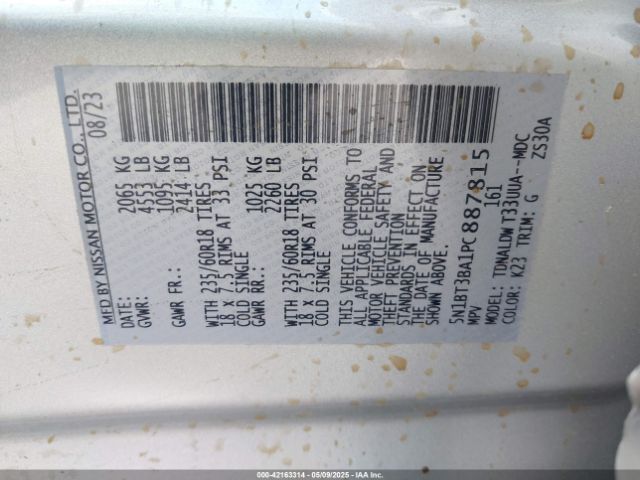 MFD BY NISSAN MOTOR CO., LTD.
DATE: 08/23
GVWR: 2065 KG
4553 LB
GAWR FR.: 1095 KG
2414 LB
WITH 235/60R18 TIRES
18 X 7.5 RIMS AT 33 PSI
COLD SINGLE
GAWR RR.: 1025 KG
2260 LB
WITH 235/60R18 TIRES
18 X 7.5 RIMS AT 30 PSI
COLD SINGLE
THIS VEHICLE CONFORMS TO
ALL APPLICABLE FEDERAL
MOTOR VEHICLE SAFETY AND
THEFT PREVENTION
STANDARDS IN EFFECT ON
THE DATE OF MANUFACTURE
SHOWN ABOVE.
5N1BT3BA1PC887815
MPV 161
MODEL: TDNALDWT33UUA--MDC
COLOR: K23 TRIM: G ZS30A
000-42163314 - 05/09/2025 - IAAI, Inc.